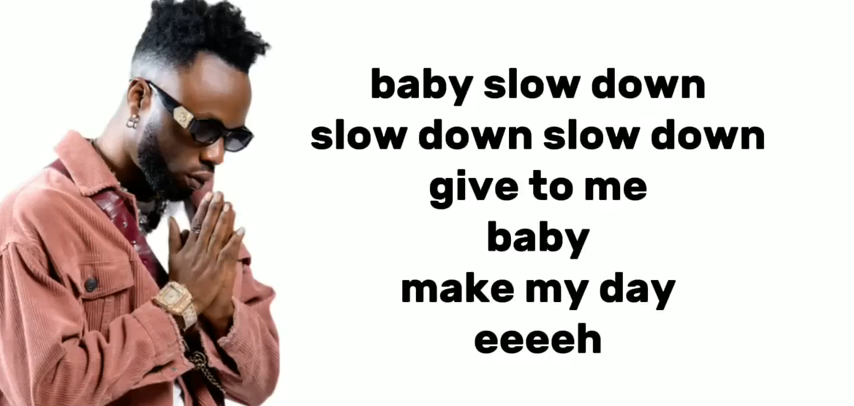 baby slow down
slow down slow down
give to me
baby
make my day
eeeeh